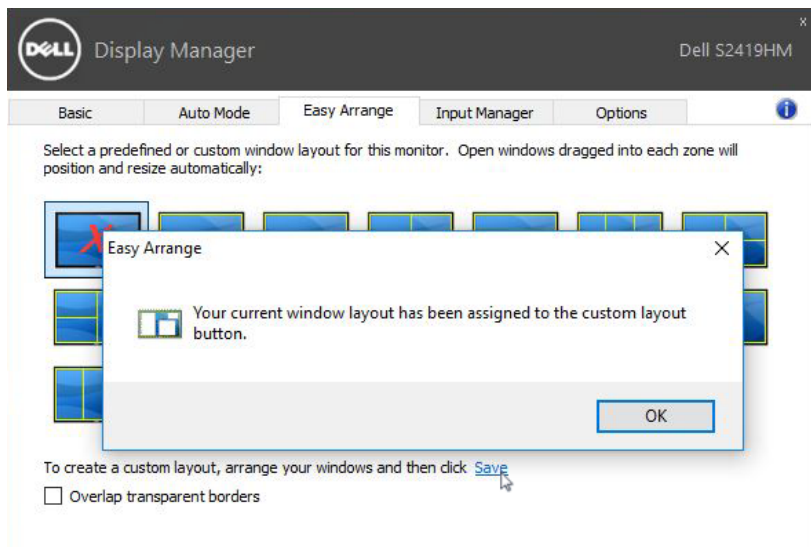 DELL
Display Manager
Dell S2419HM
x
Basic
Auto Mode
Easy Arrange
Input Manager
Options
i
Select a predefined or custom window layout for this monitor. Open windows dragged into each zone will
position and resize automatically:
Easy Arrange
Your current window layout has been assigned to the custom layout
button.
OK
To create a custom layout, arrange your windows and then click Save
Overlap transparent borders